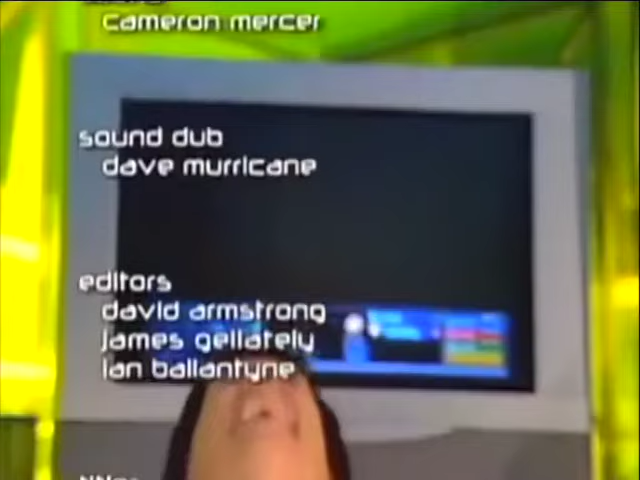 cameron mercer
sound dub
dave murricane
editors
david armstrong
james gellately
ian ballantyne